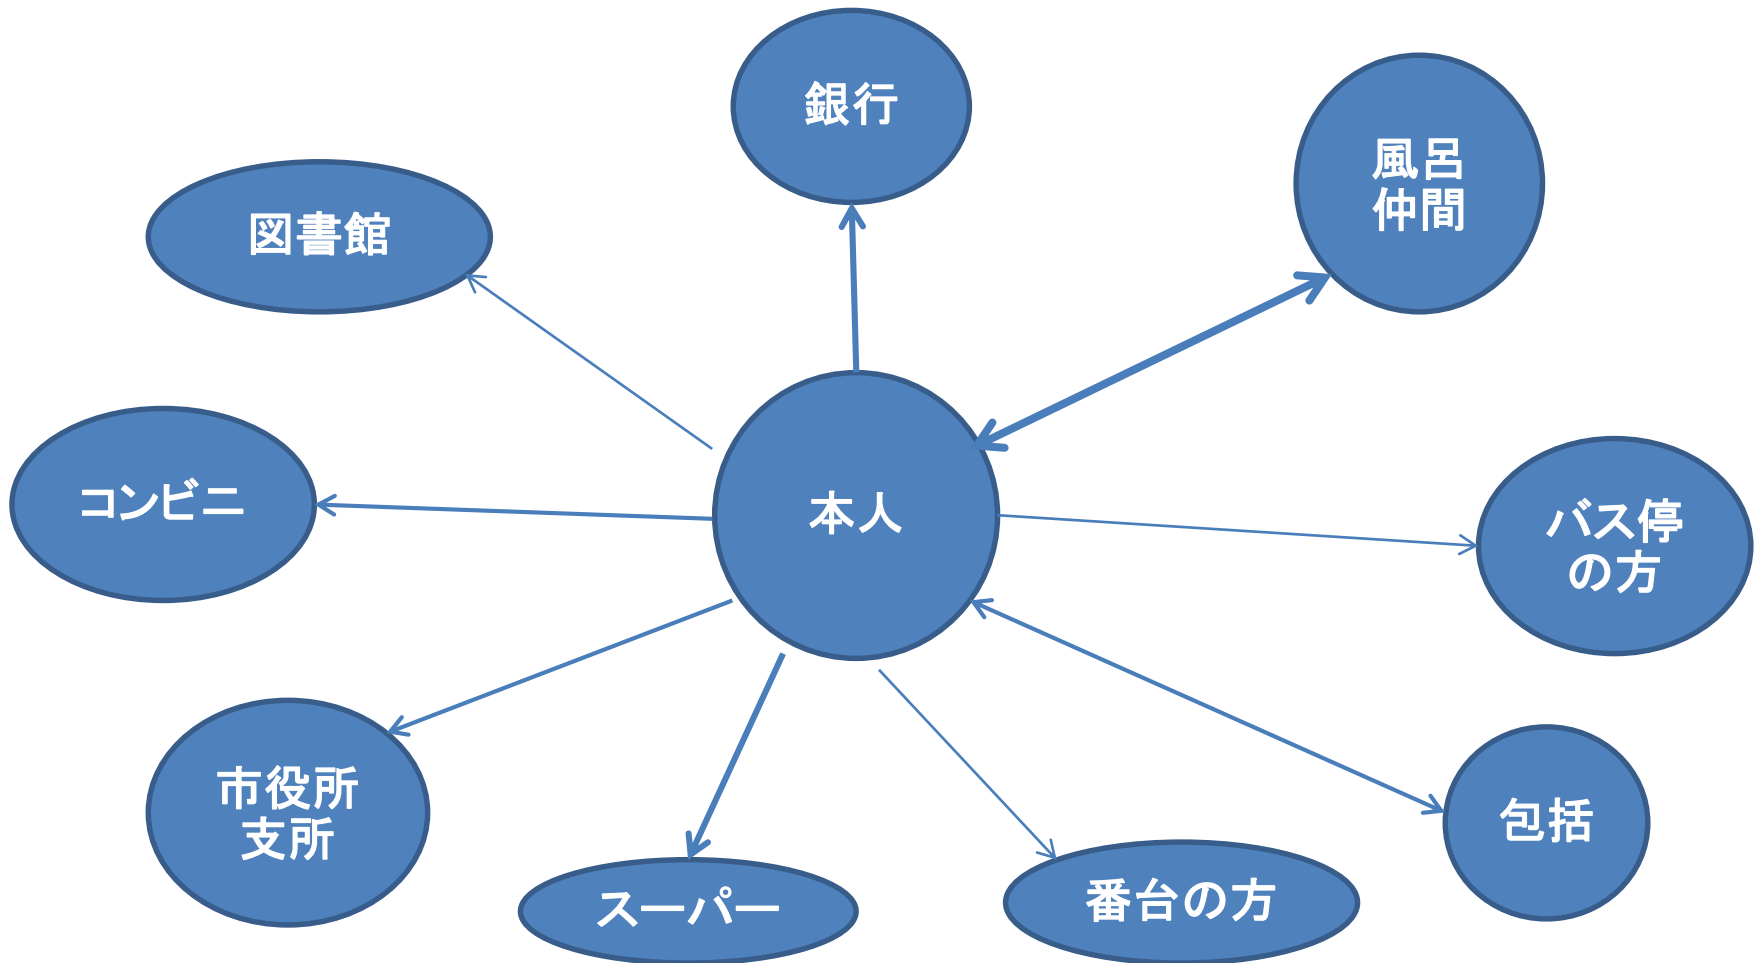 銀行
風呂
仲間
図書館
コンビニ
本人
バス停
の方
市役所
支所
包括
スーパー
番台の方